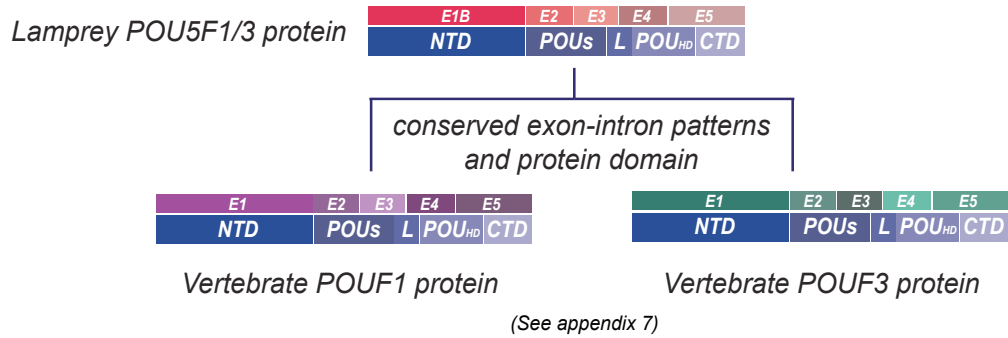 E1B E2 E3 E4 E5
Lamprey POU5F1/3 protein
NTD POUs L POUHD CTD
conserved exon-intron patterns
and protein domain
E1 E2 E3 E4 E5
NTD POUs L POUHD CTD
Vertebrate POUF1 protein
E1 E2 E3 E4 E5
NTD POUs L POUHD CTD
Vertebrate POUF3 protein
(See appendix 7)